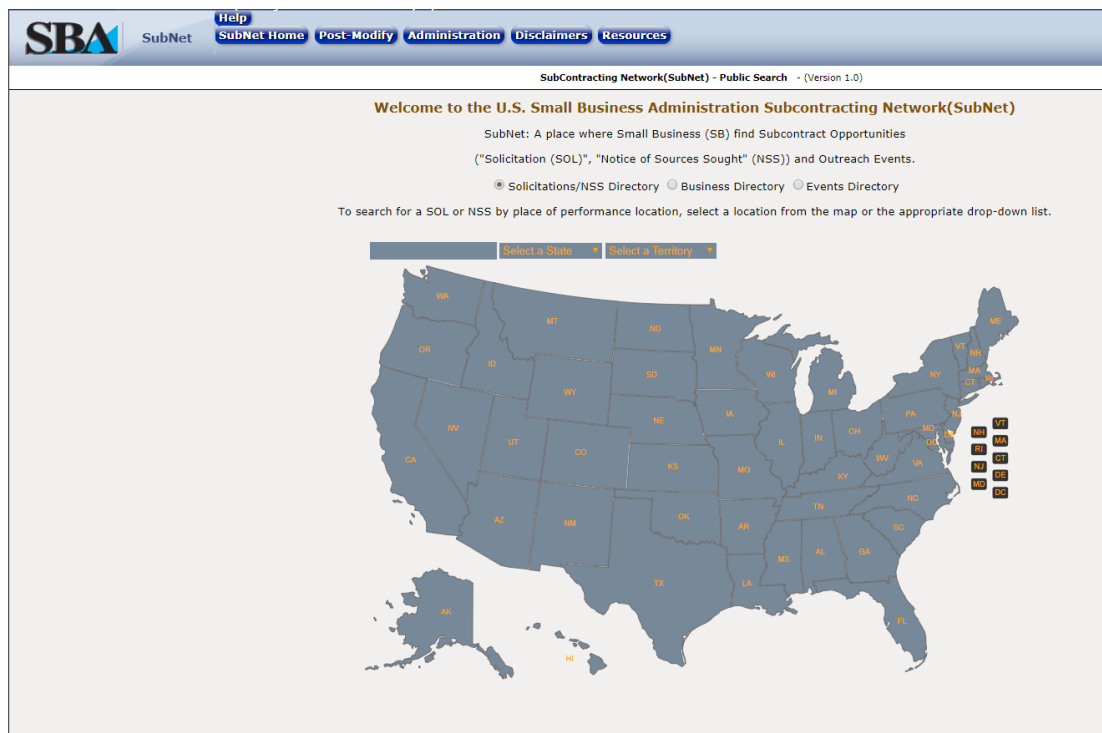 Help
SBA SubNet SubNet Home Post-Modify Administration Disclaimers Resources
SubContracting Network(SubNet) - Public Search - (Version 1.0)
Welcome to the U.S. Small Business Administration Subcontracting Network(SubNet)
SubNet: A place where Small Business (SB) find Subcontract Opportunities
("Solicitation (SOL)", "Notice of Sources Sought" (NSS)) and Outreach Events.
Solicitations/NSS Directory Business Directory Events Directory
To search for a SOL or NSS by place of performance location, select a location from the map or the appropriate drop-down list.
Select a State Select a Territory
WA
MT ND ME
OR MN VT NH
ID SD WI NY MA
WY MI CT RI
NV NE IA PA NJ
UT CO IL IN OH MD DE
CA KS MO WV DC VA
KY
AZ NM OK AR TN NC
SC
MS AL GA
TX LA
AK FL
HI
VT
NH
MA
RI
CT
NJ
DE
MD
DC